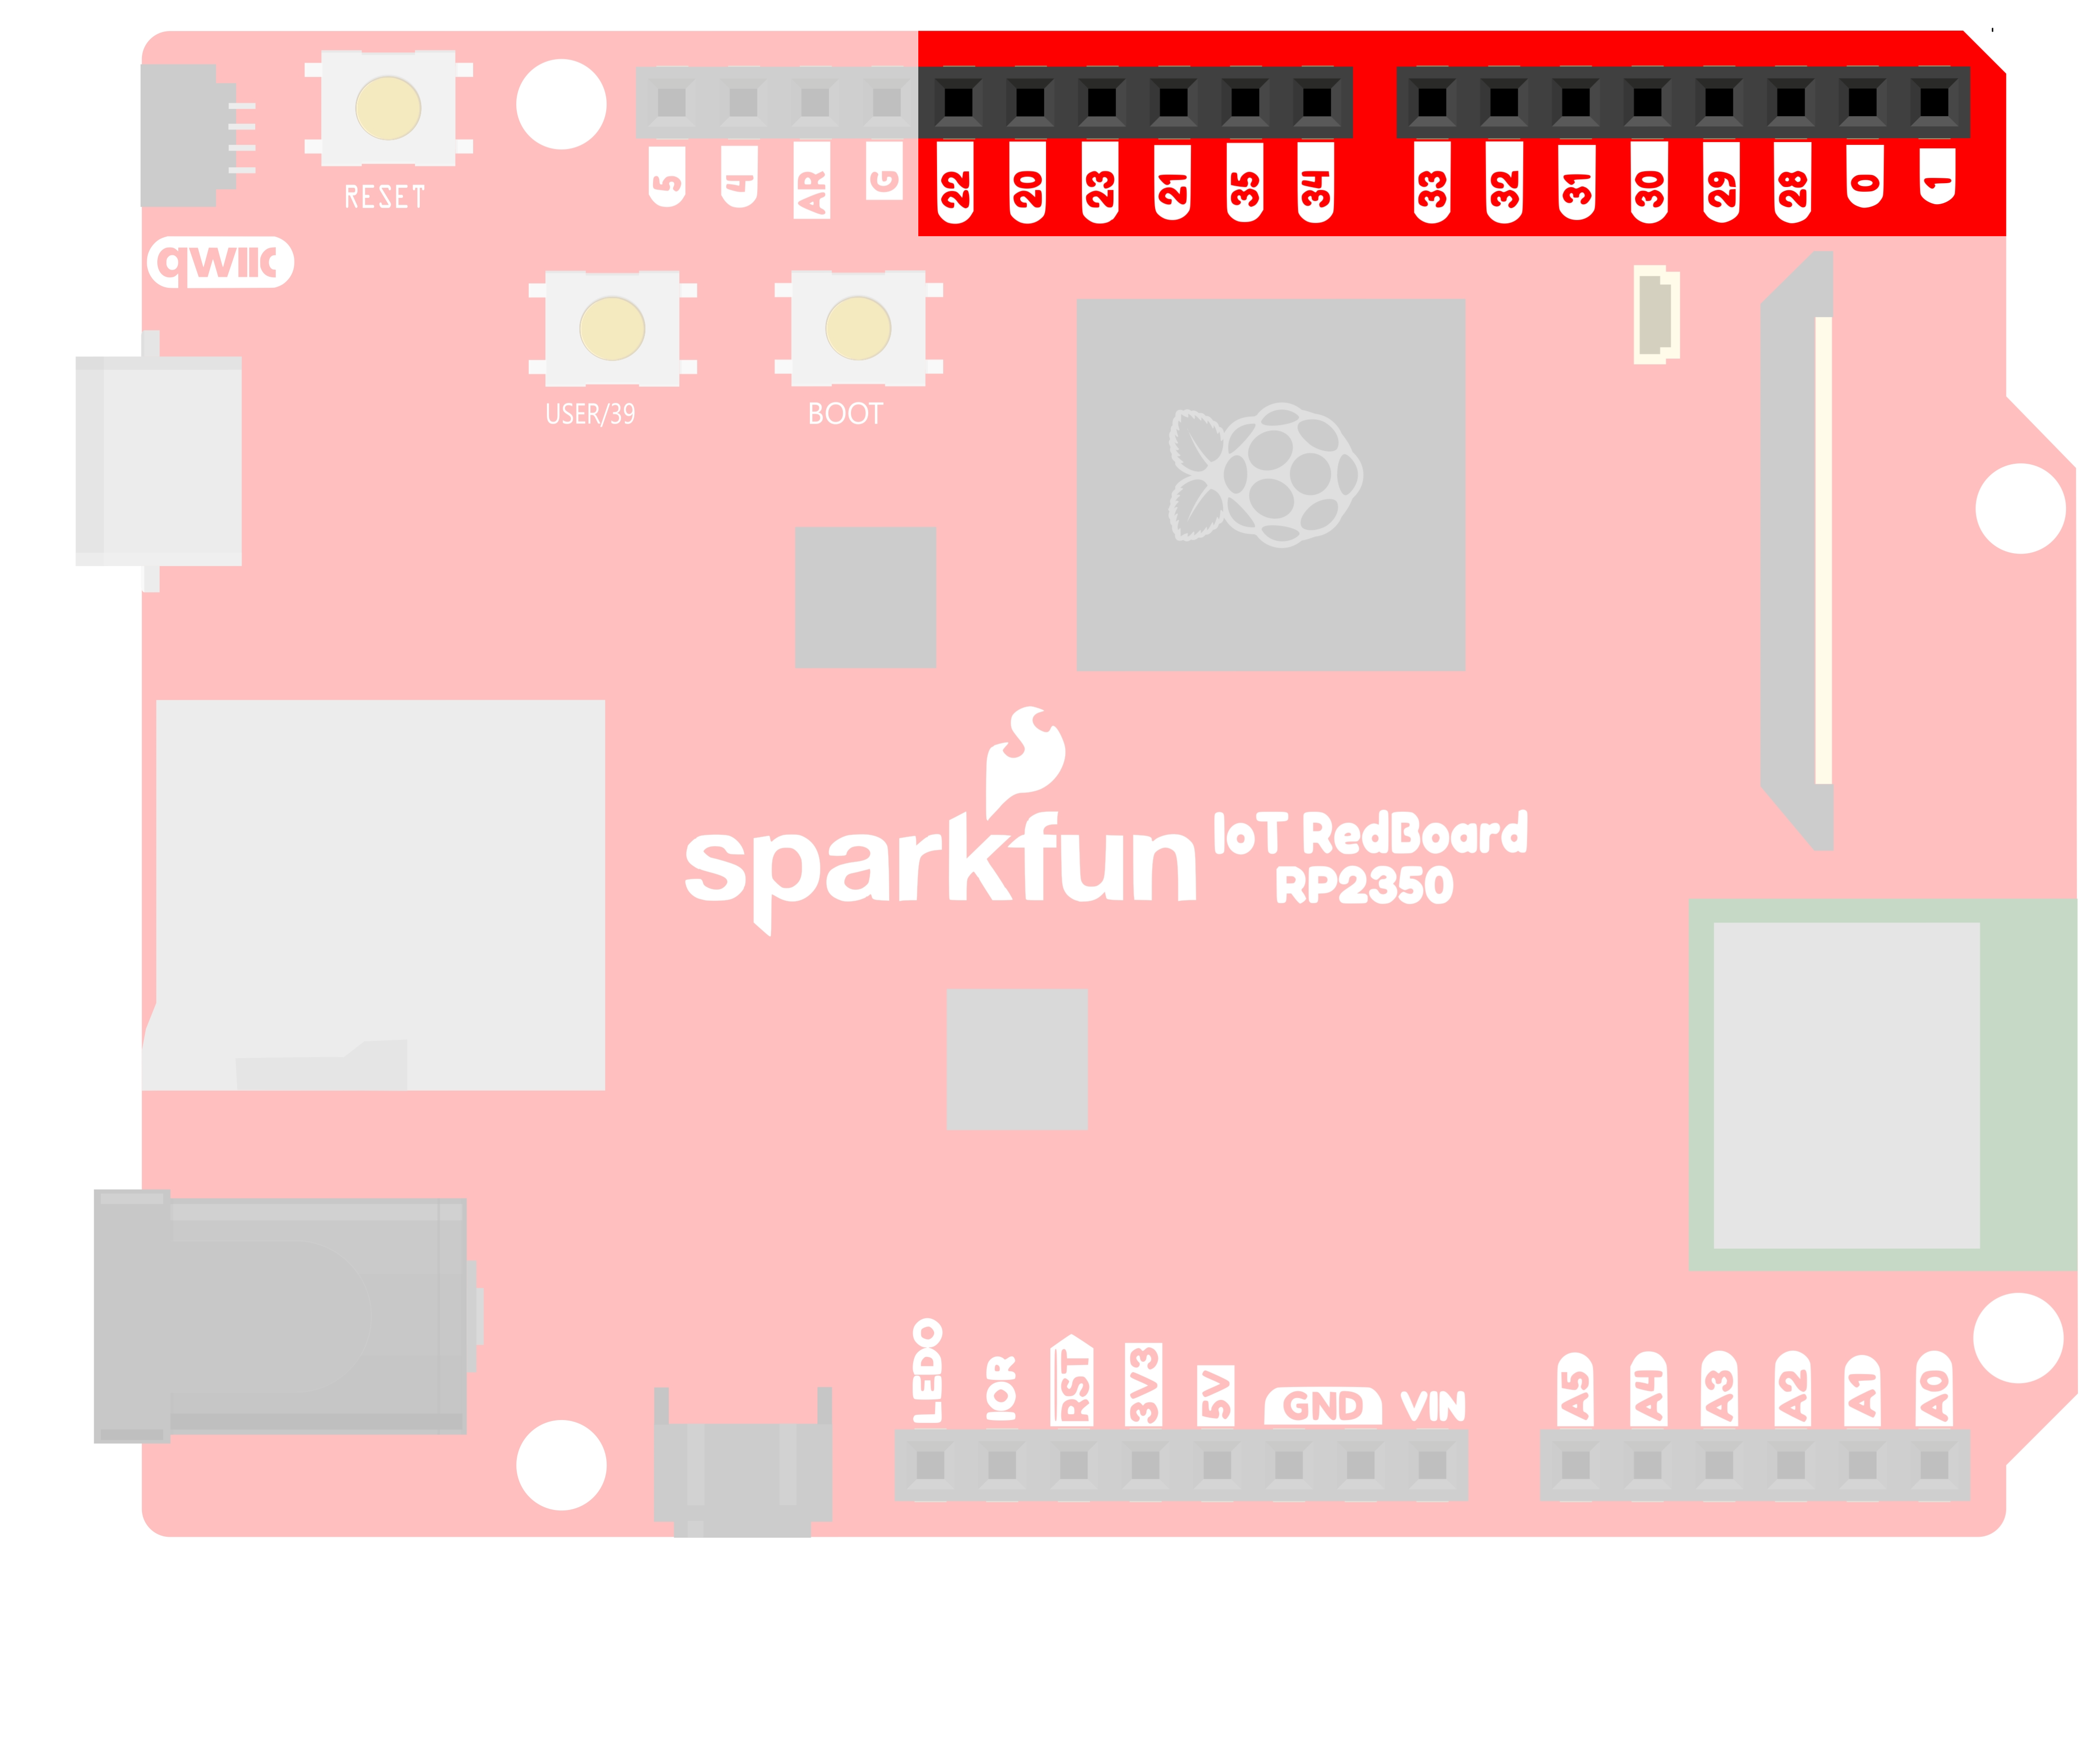 5 4 AR G 22 20 23 21 35 34 33 32 31 30 29 28 0 1
RESET
qwiic
USER/39 BOOT
sparkfun
IoT RedBoard
RP2350
LEDO IOR RST 3V3 5V GND VIN A5 A4 A3 A2 A1 A0